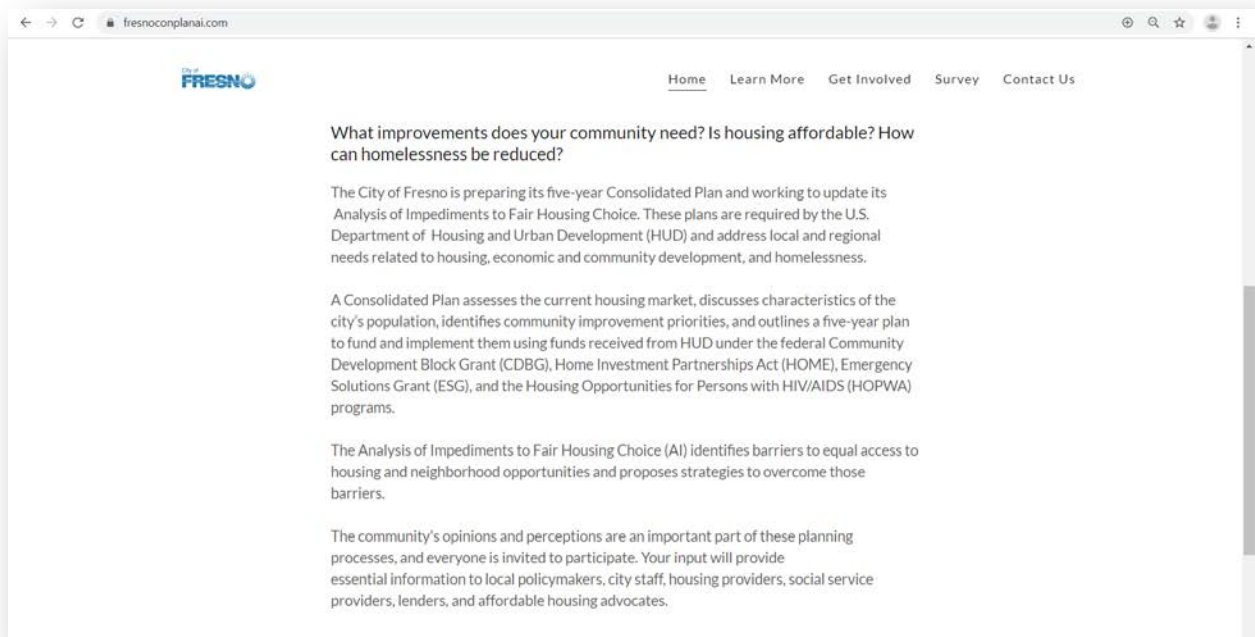 fresnoconplanai.com
City of
FRESNO
Home Learn More Get Involved Survey Contact Us
What improvements does your community need? Is housing affordable? How
can homelessness be reduced?
The City of Fresno is preparing its five-year Consolidated Plan and working to update its
Analysis of Impediments to Fair Housing Choice. These plans are required by the U.S.
Department of Housing and Urban Development (HUD) and address local and regional
needs related to housing, economic and community development, and homelessness.
A Consolidated Plan assesses the current housing market, discusses characteristics of the
city's population, identifies community improvement priorities, and outlines a five-year plan
to fund and implement them using funds received from HUD under the federal Community
Development Block Grant (CDBG), Home Investment Partnerships Act (HOME), Emergency
Solutions Grant (ESG), and the Housing Opportunities for Persons with HIV/AIDS (HOPWA)
programs.
The Analysis of Impediments to Fair Housing Choice (AI) identifies barriers to equal access to
housing and neighborhood opportunities and proposes strategies to overcome those
barriers.
The community's opinions and perceptions are an important part of these planning
processes, and everyone is invited to participate. Your input will provide
essential information to local policymakers, city staff, housing providers, social service
providers, lenders, and affordable housing advocates.